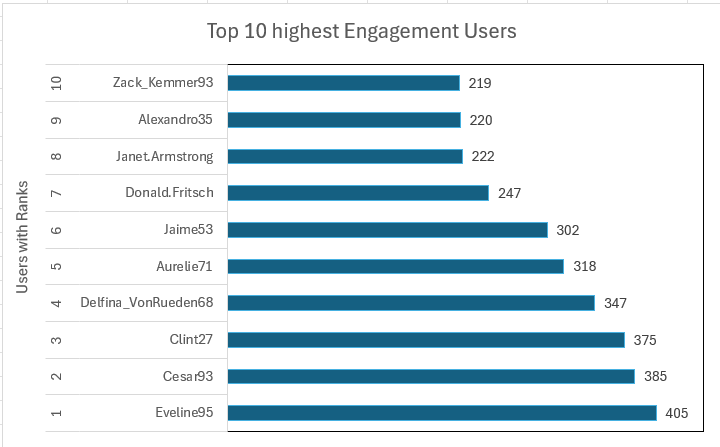 Top 10 highest Engagement Users
Users with Ranks
10 Zack_Kemmer93 219
9 Alexandro35 220
8 Janet.Armstrong 222
7 Donald.Fritsch 247
6 Jaime53 302
5 Aurelie71 318
4 Delfina_VonRueden68 347
3 Clint27 375
2 Cesar93 385
1 Eveline95 405